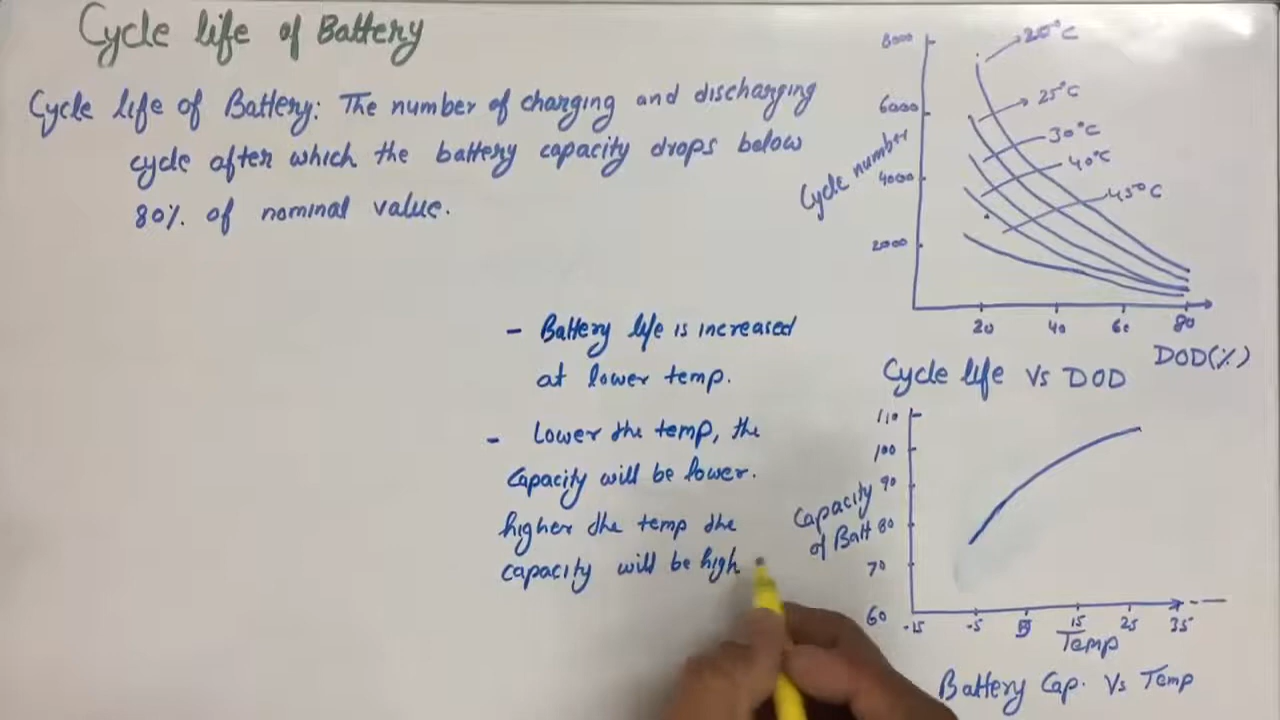 Cycle life of Battery
Cycle life of Battery: The number of charging and discharging
cycle after which the battery capacity drops below
80% of nominal value.
- Battery life is increased
at lower temp.
- Lower the temp, the
capacity will be lower.
higher the temp the
capacity will be high
8000
6000
4000
2000
Cycle number
20°C
25°C
30°C
40°C
45°C
20 40 60 80
DOD(%)
Cycle life Vs DOD
110
100
90
80
70
60
Capacity
of Batt
-15 -5 5 15 25 35
Temp
Battery Cap. Vs Temp